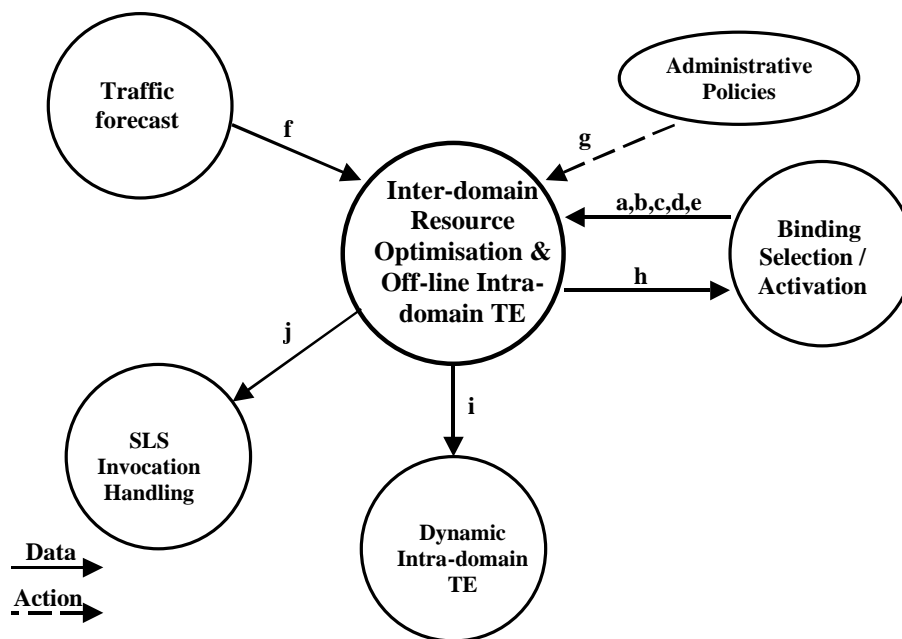 Traffic
forecast
Administrative
Policies
f
g
Inter-domain
Resource
Optimisation &
Off-line Intra-
domain TE
a,b,c,d,e
h
Binding
Selection /
Activation
j
i
SLS
Invocation
Handling
Dynamic
Intra-domain
TE
Data
Action